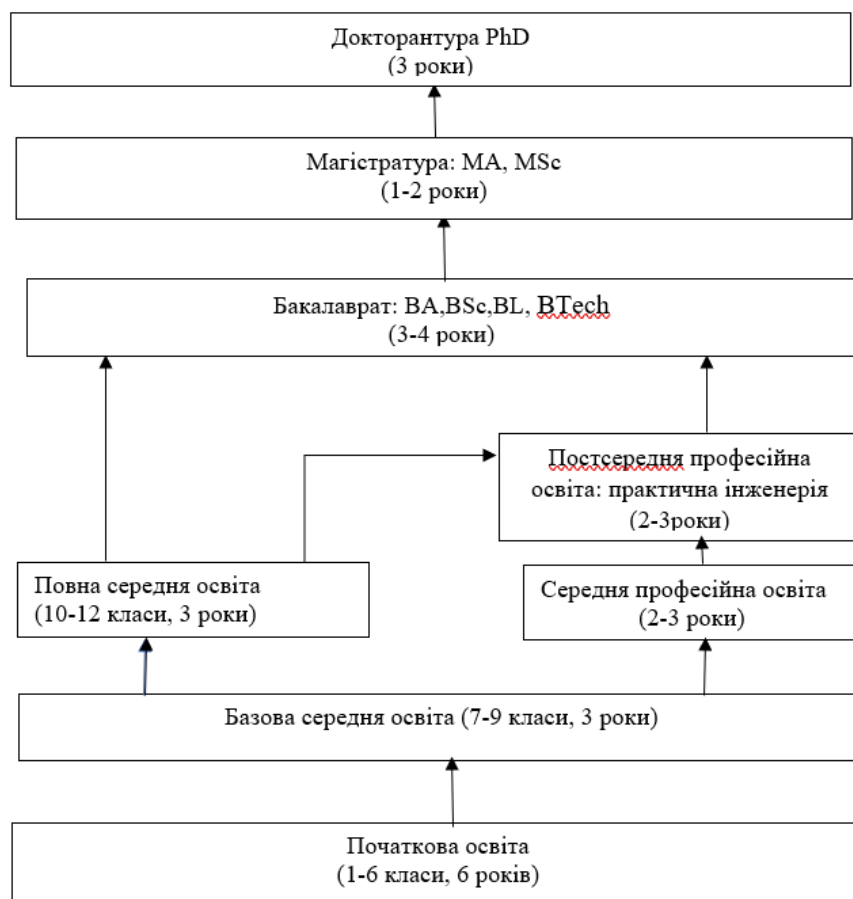 Докторантура PhD
(3 роки)
Магістратура: MA, MSc
(1-2 роки)
Бакалаврат: BA,BSc,BL, BTech
(3-4 роки)
Постсередня професійна
освіта: практична інженерія
(2-3роки)
Повна середня освіта
(10-12 класи, 3 роки)
Середня професійна освіта
(2-3 роки)
Базова середня освіта (7-9 класи, 3 роки)
Початкова освіта
(1-6 класи, 6 років)